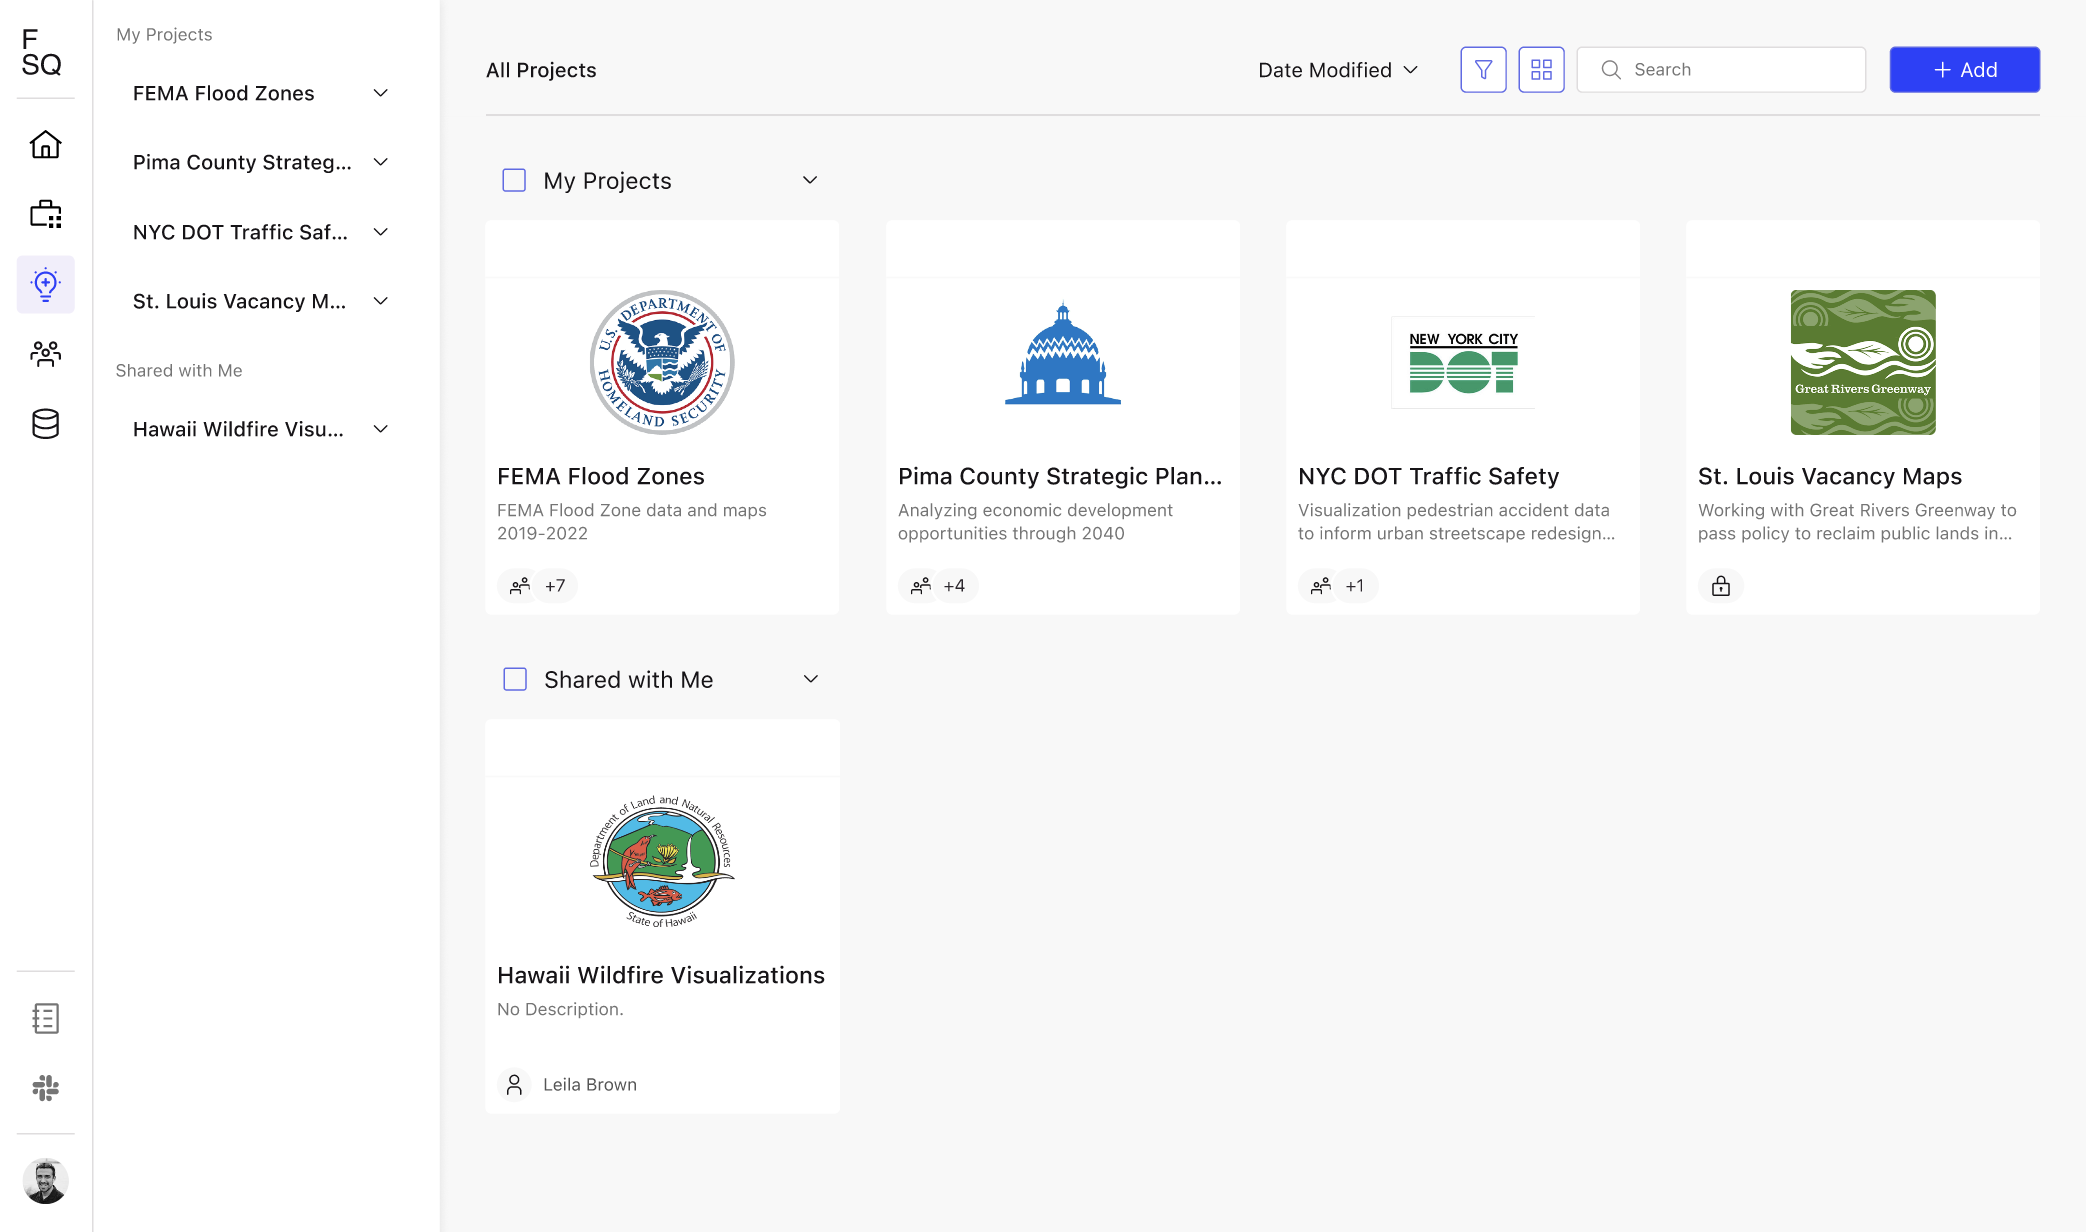 F
SQ
My Projects
FEMA Flood Zones
Pima County Strateg...
NYC DOT Traffic Saf...
St. Louis Vacancy M...
Shared with Me
Hawaii Wildfire Visu...
All Projects
Date Modified
Search
+ Add
My Projects
U.S. DEPARTMENT OF
HOMELAND SECURITY
FEMA Flood Zones
FEMA Flood Zone data and maps
2019-2022
+7
Pima County Strategic Plan...
Analyzing economic development
opportunities through 2040
+4
NEW YORK CITY
DOT
NYC DOT Traffic Safety
Visualization pedestrian accident data
to inform urban streetscape redesign...
+1
Great Rivers Greenway
St. Louis Vacancy Maps
Working with Great Rivers Greenway to
pass policy to reclaim public lands in...
Shared with Me
Department of Land and Natural Resources
State of Hawaii
Hawaii Wildfire Visualizations
No Description.
Leila Brown